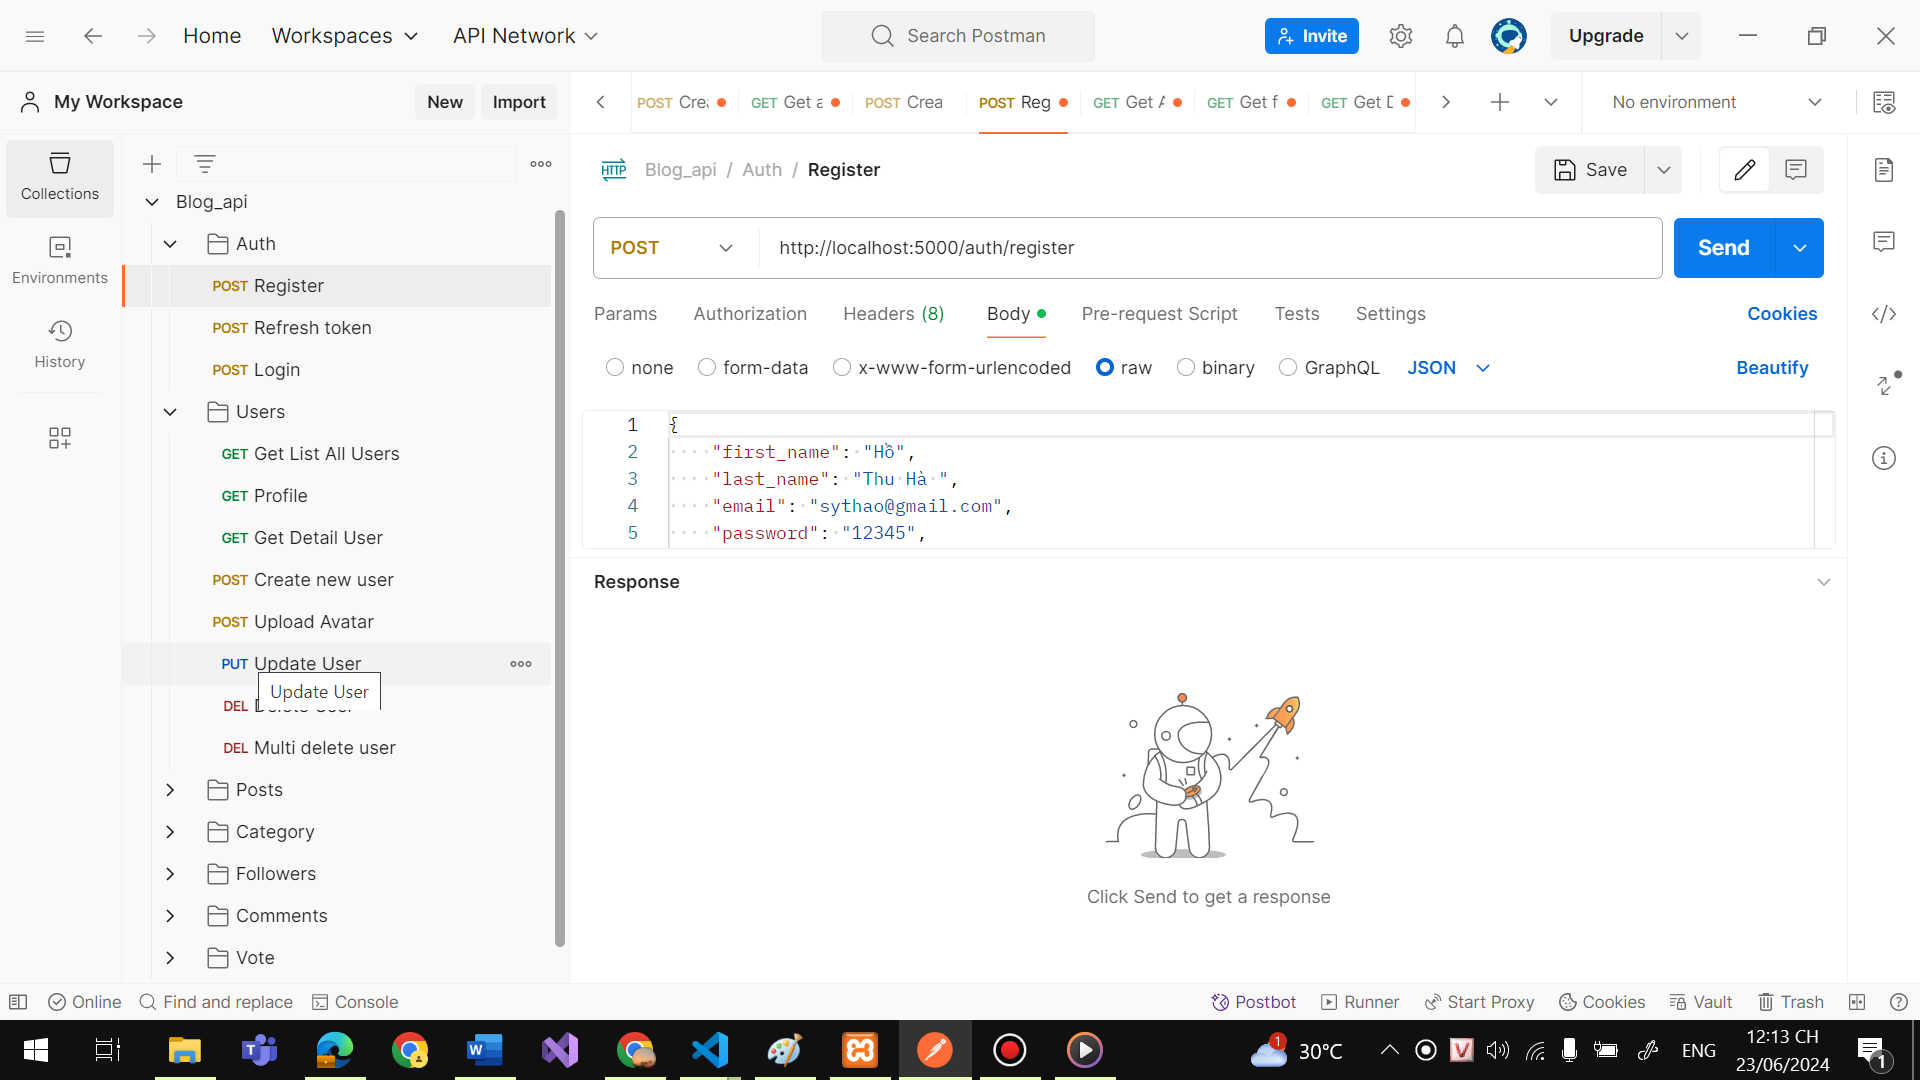 Home Workspaces API Network Search Postman Invite Upgrade
My Workspace New Import POST Crea GET Get a POST Crea POST Reg GET Get A GET Get f GET Get D No environment
Collections
Environments
History
Blog_api
Auth
POST Register
POST Refresh token
POST Login
Users
GET Get List All Users
GET Profile
GET Get Detail User
POST Create new user
POST Upload Avatar
PUT Update User
Update User
DEL Delete User
DEL Multi delete user
Posts
Category
Followers
Comments
Vote
HTTP Blog_api / Auth / Register Save
POST http://localhost:5000/auth/register Send
Params Authorization Headers (8) Body Pre-request Script Tests Settings Cookies
none form-data x-www-form-urlencoded raw binary GraphQL JSON Beautify
1 {
2 "first_name": "Hồ",
3 "last_name": "Thu Hà ",
4 "email": "sythao@gmail.com",
5 "password": "12345",
Response
Click Send to get a response
Online Find and replace Console Postbot Runner Start Proxy Cookies Vault Trash
1 30°C ENG 12:13 CH
23/06/2024
1